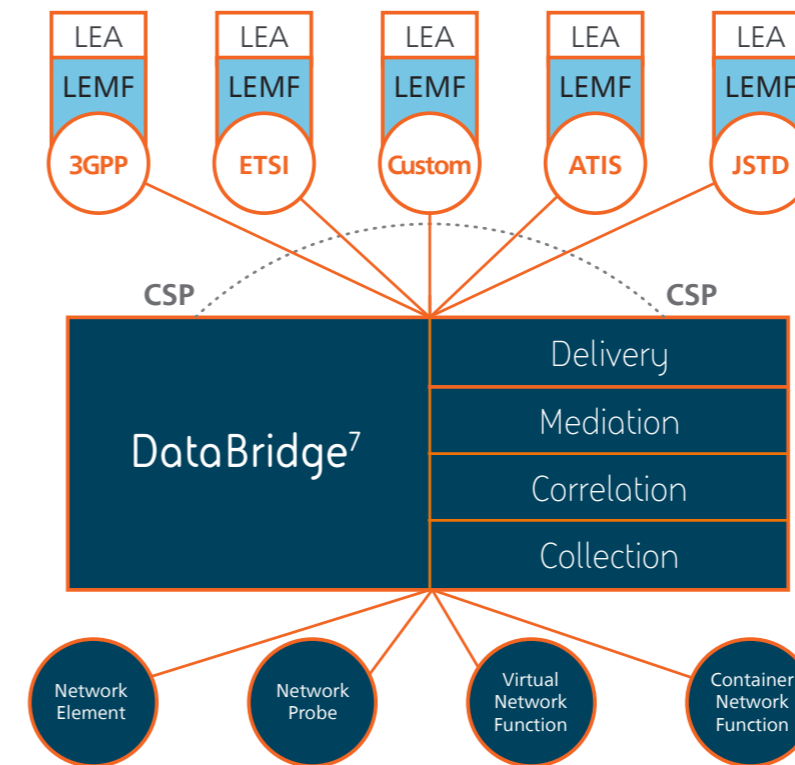 LEA LEA LEA LEA LEA
LEMF LEMF LEMF LEMF LEMF
3GPP ETSI Custom ATIS JSTD
CSP CSP
DataBridge⁷
Delivery
Mediation
Correlation
Collection
Network
Element
Network
Probe
Virtual
Network
Function
Container
Network
Function